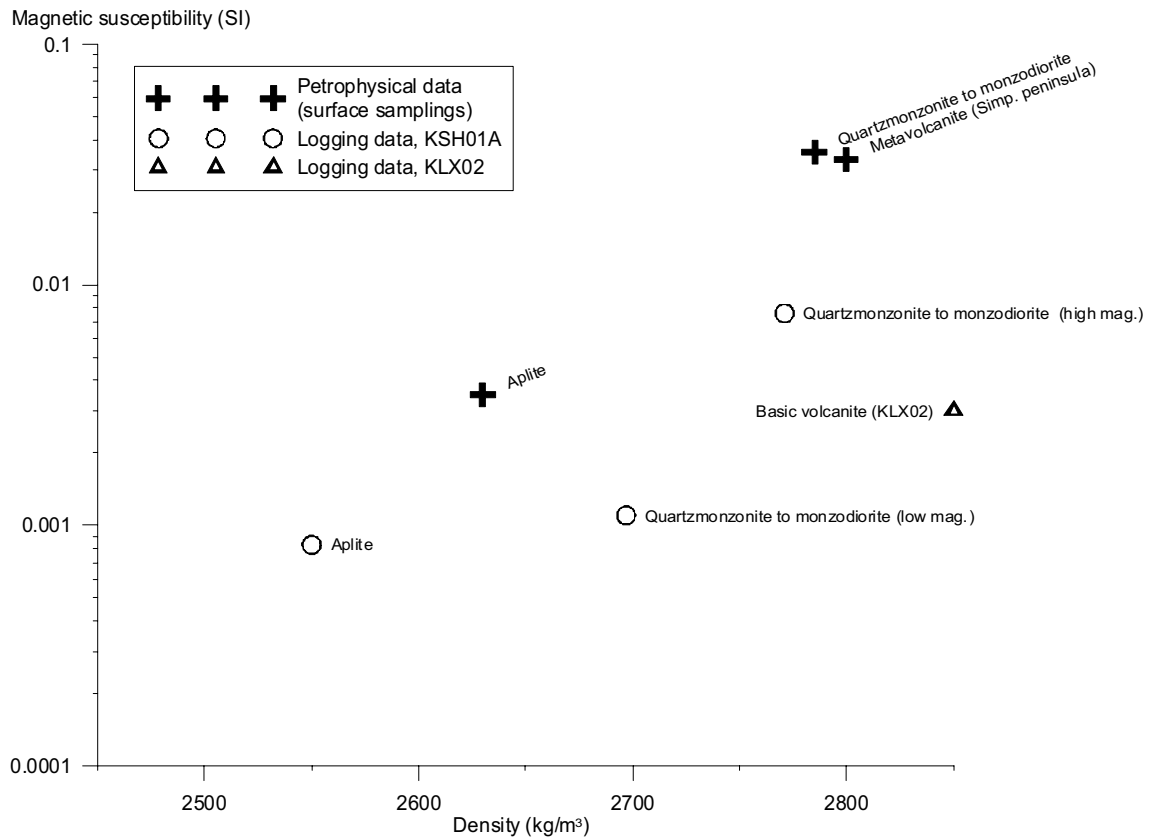 Magnetic susceptibility (SI)
0.1
Petrophysical data
(surface samplings)
Logging data, KSH01A
Logging data, KLX02
Quartzmonzonite to monzodiorite
Metavolcanite (Simp. peninsula)
0.01
Quartzmonzonite to monzodiorite (high mag.)
Aplite
Basic volcanite (KLX02)
0.001
Quartzmonzonite to monzodiorite (low mag.)
Aplite
0.0001
2500 2600 2700 2800
Density (kg/m³)